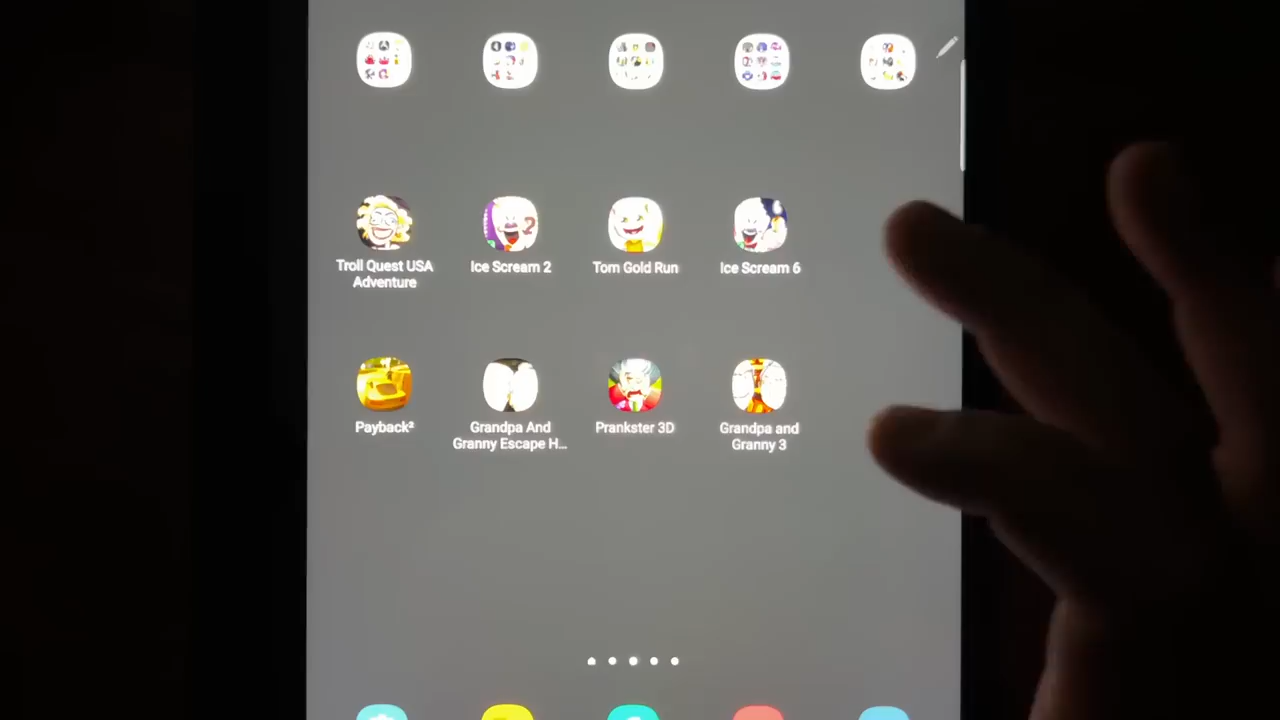 Troll Quest USA
Adventure
Ice Scream 2
Tom Gold Run
Ice Scream 6
Payback²
Grandpa And
Granny Escape H...
Prankster 3D
Grandpa and
Granny 3